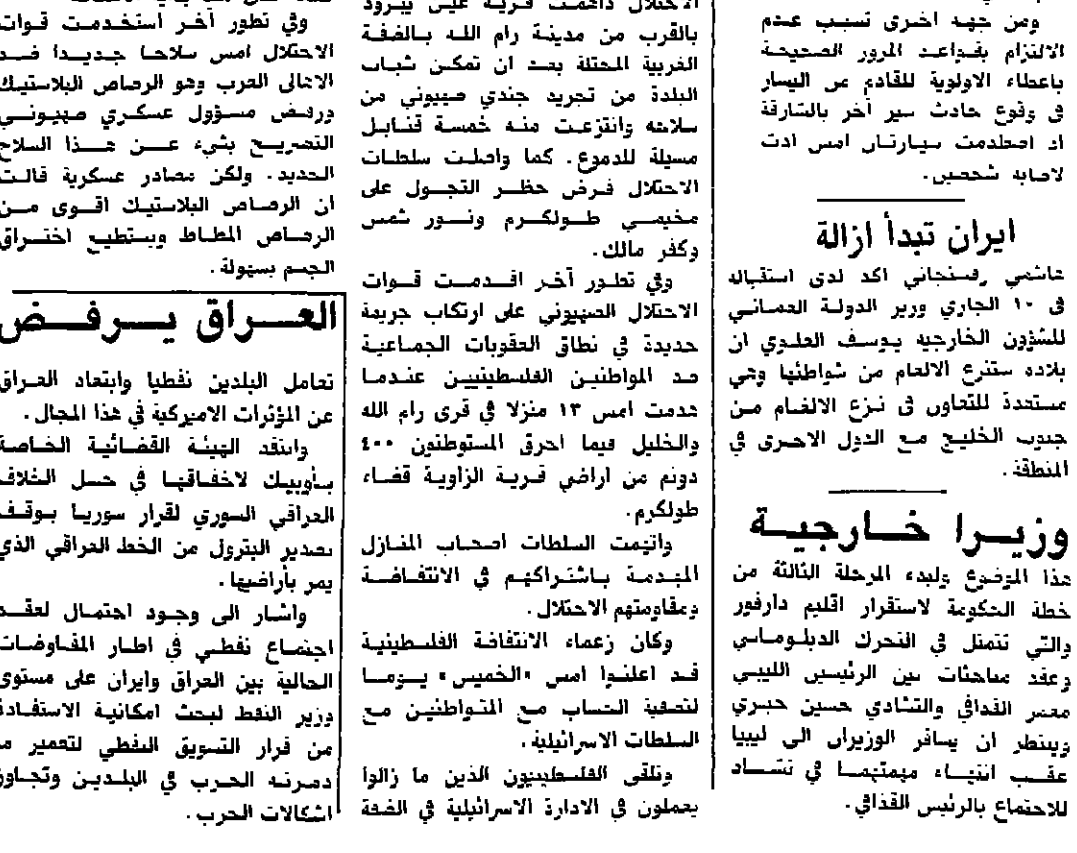 ومن جهة اخرى تسبب عدم
الالتزام بقواعد المرور الصحيحة
باعطاء الاولوية للقادم من اليسار
في وقوع حادث سير آخر بالشارقة
اذ اصطدمت سيارتان امس ادت
لاصابة شخصين.
ايران تبدأ ازالة
هاشمي رفسنجاني اكد لدى استقباله
في ١٠ الجاري وزير الدولة العماني
للشؤون الخارجية يوسف العلوي ان
بلاده ستنزع الالغام من شواطئها وهي
مستعدة للتعاون في نزع الالغام من
جنوب الخليج مع الدول الاخرى في
المنطقة.
وزيرا خارجية
هذا الموضوع ولبدء المرحلة الثالثة من
خطة الحكومة لاستقرار اقليم دارفور
والتي تتمثل في التحرك الدبلوماسي
وعقد مباحثات بين الرئيسين الليبي
معمر القذافي والتشادي حسين حبري
وينتظر ان يسافر الوزيران الى ليبيا
عقب انتهاء مهمتهما في تشاد
للاجتماع بالرئيس القذافي.
الاحتلال داهمت قرية عين يبرود
بالقرب من مدينة رام الله بالضفة
الغربية المحتلة بعد ان تمكن شباب
البلدة من تجريد جندي صهيوني من
سلاحه وانتزعت منه خمسة قنابل
مسيلة للدموع. كما واصلت سلطات
الاحتلال فرض حظر التجول على
مخيمي طولكرم ونور شمس
وكفر مالك.
وفي تطور آخر اقدمت قوات
الاحتلال الصهيوني على ارتكاب جريمة
جديدة في نطاق العقوبات الجماعية
ضد المواطنين الفلسطينيين عندما
هدمت امس ١٣ منزلا في قرى رام الله
والخليل فيما احرق المستوطنون ٤٠٠
دونم من اراضي قرية الزاوية قضاء
طولكرم.
واتهمت السلطات اصحاب المنازل
المهدمة باشتراكهم في الانتفاضة
ومقاومتهم الاحتلال.
وكان زعماء الانتفاضة الفلسطينية
قد اعلنوا امس «الخميس» يوما
لتصفية الحساب مع المتواطئين مع
السلطات الاسرائيلية.
وتلقى الفلسطينيون الذين ما زالوا
يعملون في الادارة الاسرائيلية في الضفة
وفي تطور آخر استخدمت قوات
الاحتلال امس سلاحا جديدا ضد
الاهالي العرب وهو الرصاص البلاستيك
ورفض مسؤول عسكري صهيوني
التصريح بشيء عن هذا السلاح
الجديد. ولكن مصادر عسكرية قالت
ان الرصاص البلاستيك اقوى من
الرصاص المطاط ويستطيع اختراق
الجسم بسهولة.
العراق يرفض
تعامل البلدين نفطيا وابتعاد العراق
عن المؤثرات الاميركية في هذا المجال.
وانتقد الهيئة القضائية الخاصة
بأوبيك لاخفاقها في حسل الخلاف
العراقي السوري لقرار سوريا بوقف
تصدير البترول من الخط العراقي الذي
يمر بأراضيها.
واشار الى وجود احتمال لعقد
اجتماع نفطي في اطار المفاوضات
الحالية بين العراق وايران على مستوى
وزير النفط لبحث امكانية الاستفادة
من قرار التسويق النفطي لتعمير ما
دمرته الحرب في البلدين وتجاوز
اشكالات الحرب.